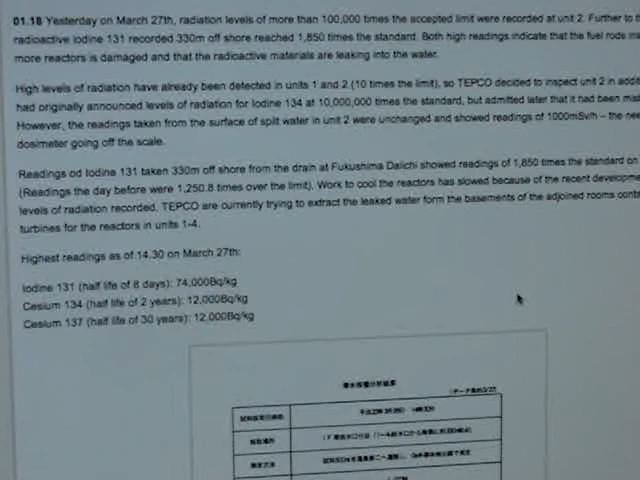 01.18 Yesterday on March 27th, radiation levels of more than 100,000 times the accepted limit were recorded at unit 2. Further to
radioactive Iodine 131 recorded 330m off shore reached 1,850 times the standard. Both high readings indicate that the fuel rods
more reactors is damaged and that the radioactive materials are leaking into the water.
High levels of radiation have already been detected in units 1 and 2 (10 times the limit), so TEPCO decided to inspect unit 2 in
had originally announced levels of radiation for Iodine 134 at 10,000,000 times the standard, but admitted later that it had been
However, the readings taken from the surface of spilt water in unit 2 were unchanged and showed readings of 1000mSv/h – the
dosimeter going off the scale.
Readings od Iodine 131 taken 330m off shore from the drain at Fukushima Daiichi showed readings of 1,850 times the standard on
(Readings the day before were 1,250.8 times over the limit). Work to cool the reactors has slowed because of the recent
levels of radiation recorded. TEPCO are currently trying to extract the leaked water form the basements of the adjoined rooms
turbines for the reactors in units 1-4.
Highest readings as of 14.30 on March 27th:
Iodine 131 (half life of 8 days): 74,000Bq/kg
Cesium 134 (half life of 2 years): 12,000Bq/kg
Cesium 137 (half life of 30 years): 12,000Bq/kg